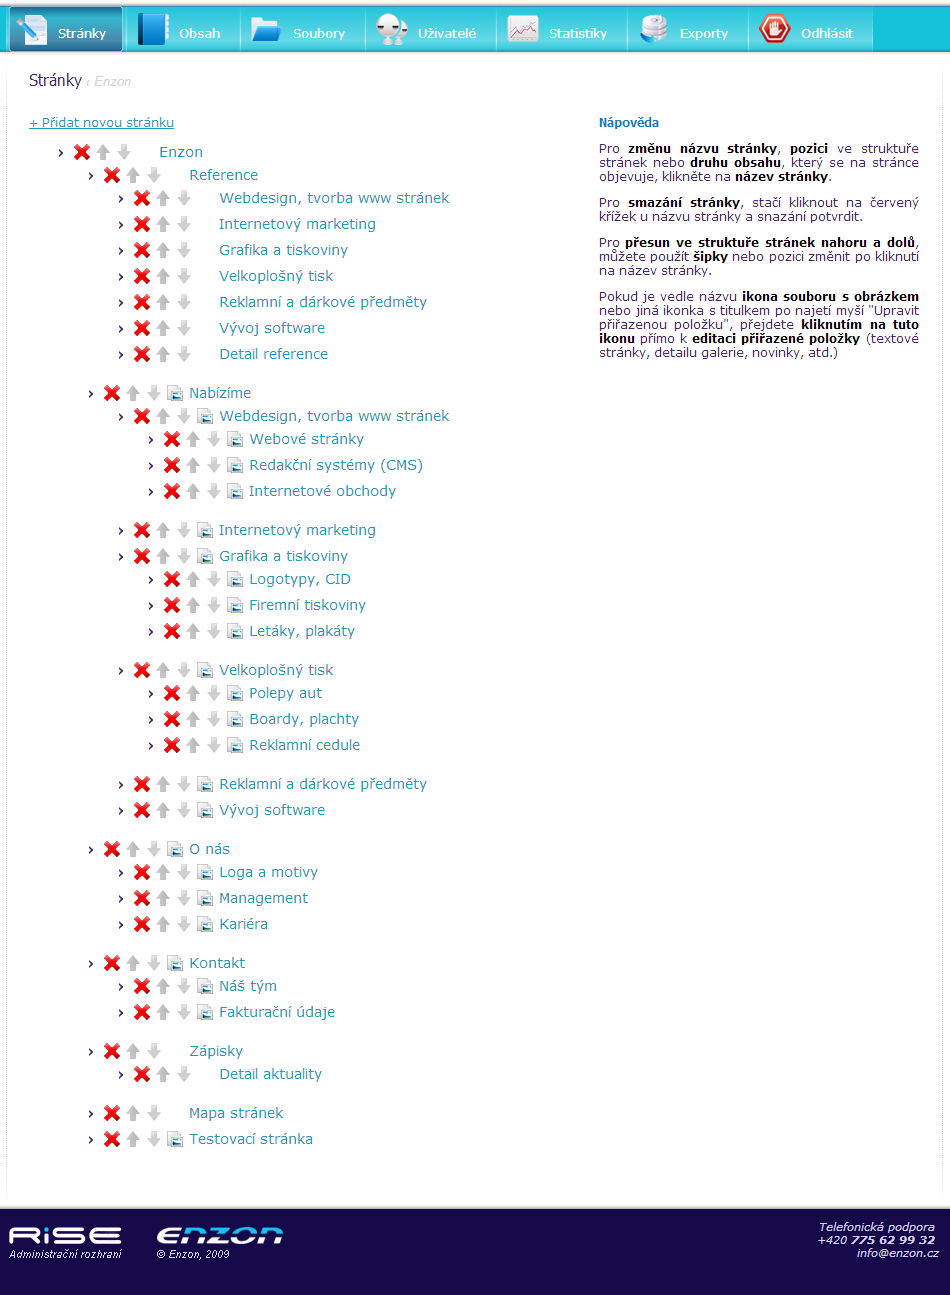 Stránky
Obsah
Soubory
Uživatelé
Statistiky
Exporty
Odhlásit
Stránky ‹ Enzon
+ Přidat novou stránku
› Enzon
› Reference
› Webdesign, tvorba www stránek
› Internetový marketing
› Grafika a tiskoviny
› Velkoplošný tisk
› Reklamní a dárkové předměty
› Vývoj software
› Detail reference
› Nabízíme
› Webdesign, tvorba www stránek
› Webové stránky
› Redakční systémy (CMS)
› Internetové obchody
› Internetový marketing
› Grafika a tiskoviny
› Logotypy, CID
› Firemní tiskoviny
› Letáky, plakáty
› Velkoplošný tisk
› Polepy aut
› Boardy, plachty
› Reklamní cedule
› Reklamní a dárkové předměty
› Vývoj software
› O nás
› Loga a motivy
› Management
› Kariéra
› Kontakt
› Náš tým
› Fakturační údaje
› Zápisky
› Detail aktuality
› Mapa stránek
› Testovací stránka
Nápověda
Pro změnu názvu stránky, pozici ve struktuře
stránek nebo druhu obsahu, který se na stránce
objevuje, klikněte na název stránky.
Pro smazání stránky, stačí kliknout na červený
křížek u názvu stránky a snazání potvrdit.
Pro přesun ve struktuře stránek nahoru a dolů,
můžete použít šipky nebo pozici změnit po kliknutí
na název stránky.
Pokud je vedle názvu ikona souboru s obrázkem
nebo jiná ikonka s titulkem po najetí myší "Upravit
přiřazenou položku", přejdete kliknutím na tuto
ikonu přímo k editaci přiřazené položky (textové
stránky, detailu galerie, novinky, atd.)
RiSE
Administrační rozhraní
enzon
© Enzon, 2009
Telefonická podpora
+420 775 62 99 32
info@enzon.cz